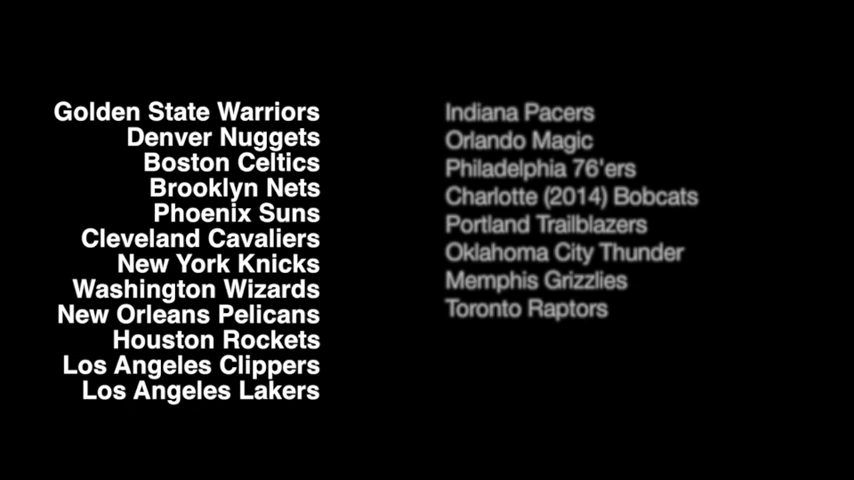 Golden State Warriors
Denver Nuggets
Boston Celtics
Brooklyn Nets
Phoenix Suns
Cleveland Cavaliers
New York Knicks
Washington Wizards
New Orleans Pelicans
Houston Rockets
Los Angeles Clippers
Los Angeles Lakers
Indiana Pacers
Orlando Magic
Philadelphia 76'ers
Charlotte (2014) Bobcats
Portland Trailblazers
Oklahoma City Thunder
Memphis Grizzlies
Toronto Raptors